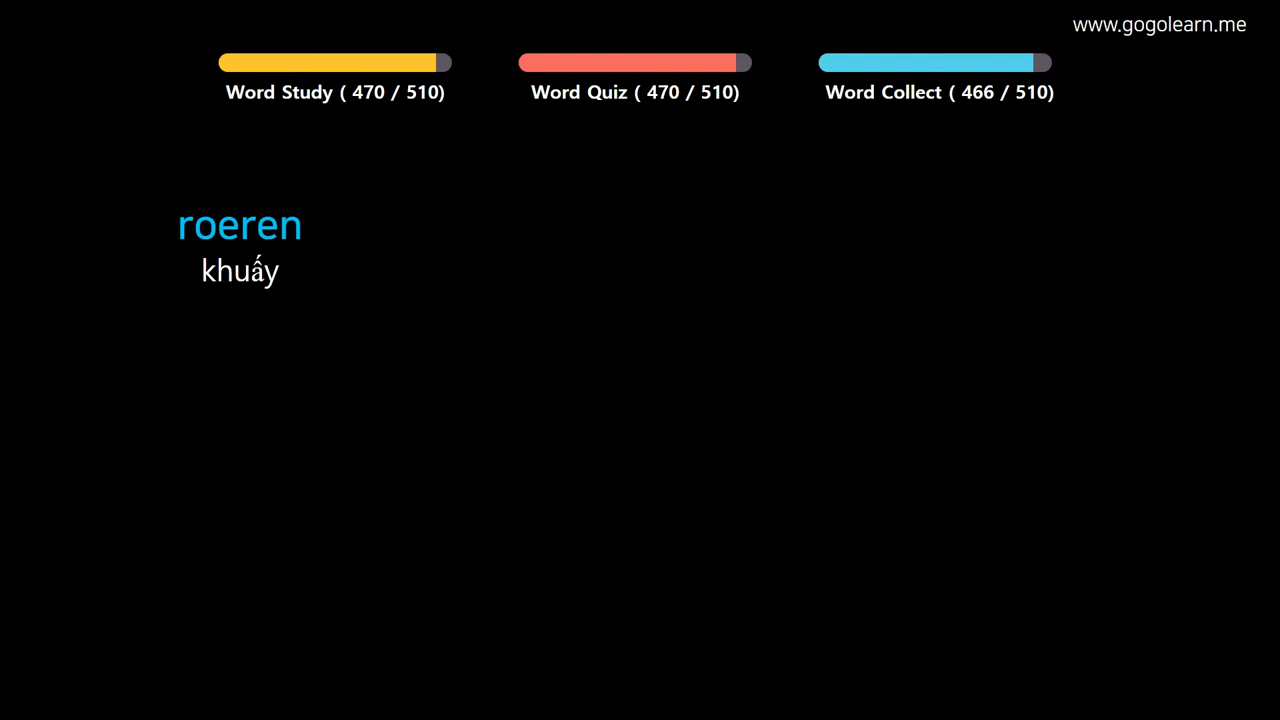 www.gogolearn.me
Word Study ( 470 / 510)
Word Quiz ( 470 / 510)
Word Collect ( 466 / 510)
roeren
khuấy